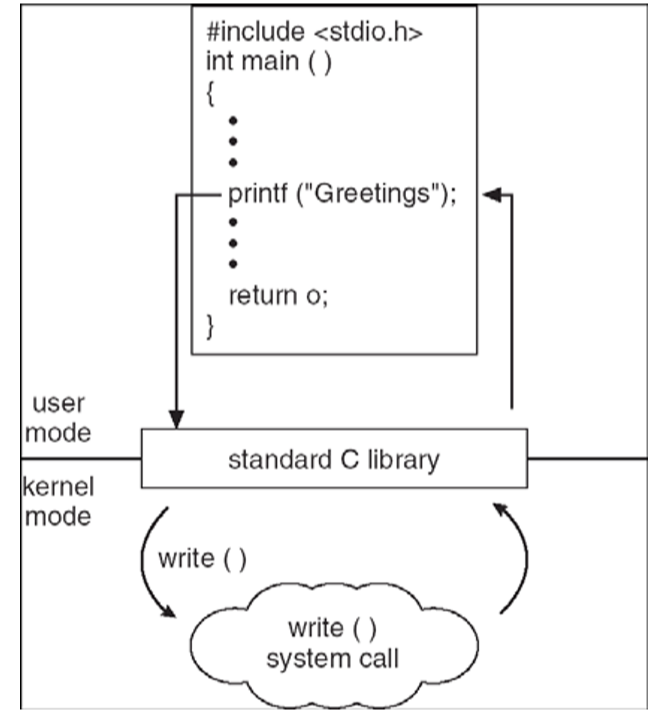 #include <stdio.h>
int main ( )
{
•
•
•
printf ("Greetings");
•
•
•
return o;
}
user
mode
standard C library
kernel
mode
write ( )
write ( )
system call